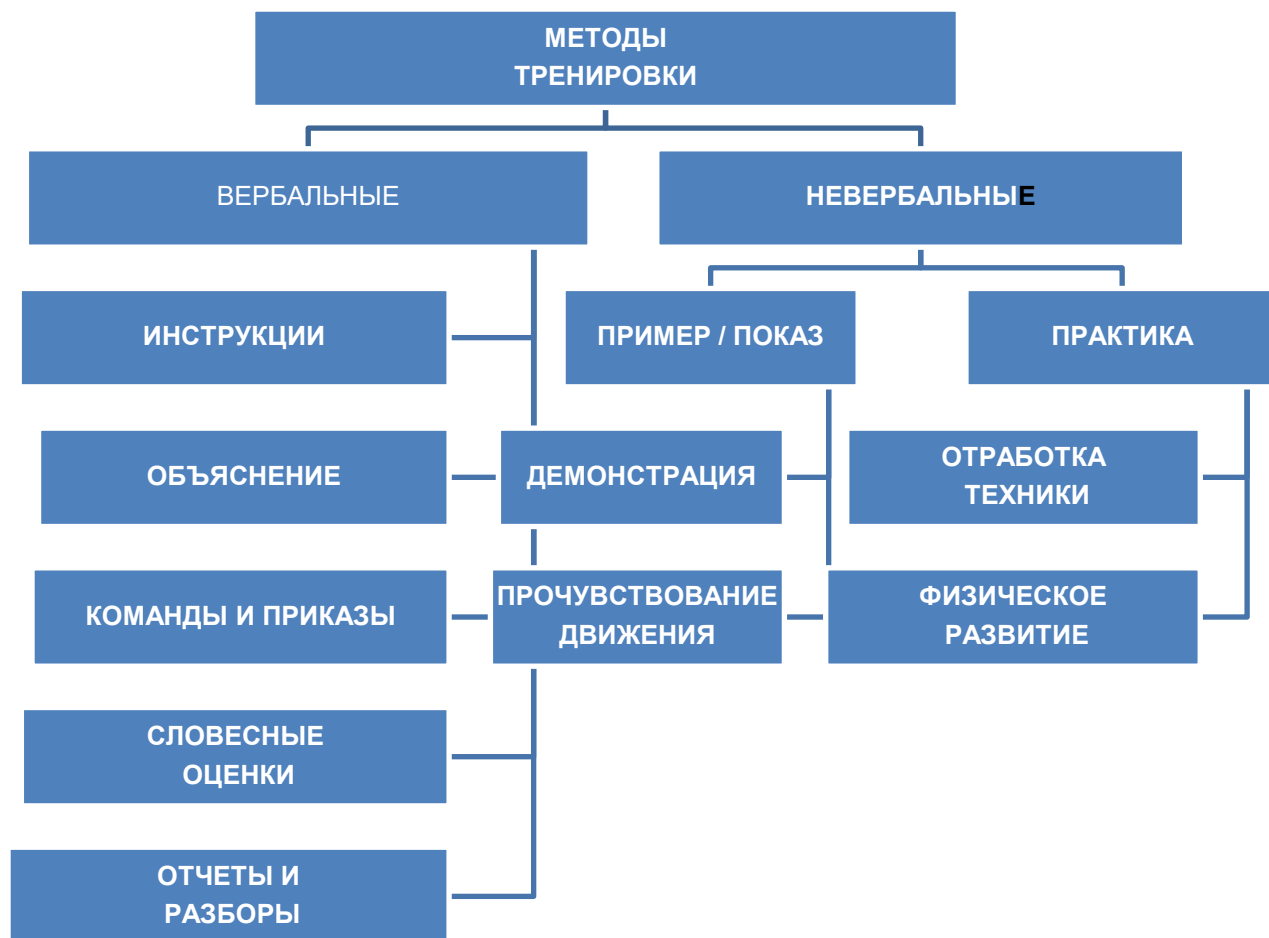 МЕТОДЫ
ТРЕНИРОВКИ
ВЕРБАЛЬНЫЕ
НЕВЕРБАЛЬНЫЕ
ИНСТРУКЦИИ
ПРИМЕР / ПОКАЗ
ПРАКТИКА
ОБЪЯСНЕНИЕ
ДЕМОНСТРАЦИЯ
ОТРАБОТКА
ТЕХНИКИ
КОМАНДЫ И ПРИКАЗЫ
ПРОЧУВСТВОВАНИЕ
ДВИЖЕНИЯ
ФИЗИЧЕСКОЕ
РАЗВИТИЕ
СЛОВЕСНЫЕ
ОЦЕНКИ
ОТЧЕТЫ И
РАЗБОРЫ